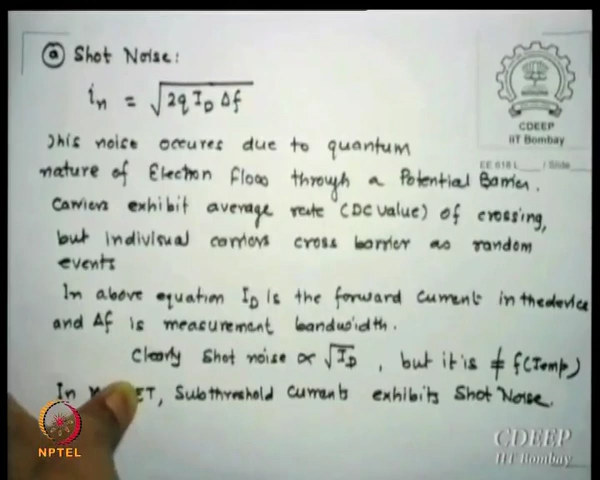 ⓐ Shot Noise:
in = √2q ID Δf
This noise occures due to quantum
nature of Electron Flow through a Potential Barrier.
Carriers exhibit average rate (DC value) of crossing,
but indivisual carriers cross barrier as random
events
In above equation ID is the forward current in the device
and Δf is measurement bandwidth.
Clearly Shot noise ∝ √ID , but it is ≠ f(Temp)
In ET, Subthreshold currents exhibits Shot Noise.
CDEEP
IIT Bombay
EE 618 L / Slide
NPTEL
CDEEP
IIT Bombay